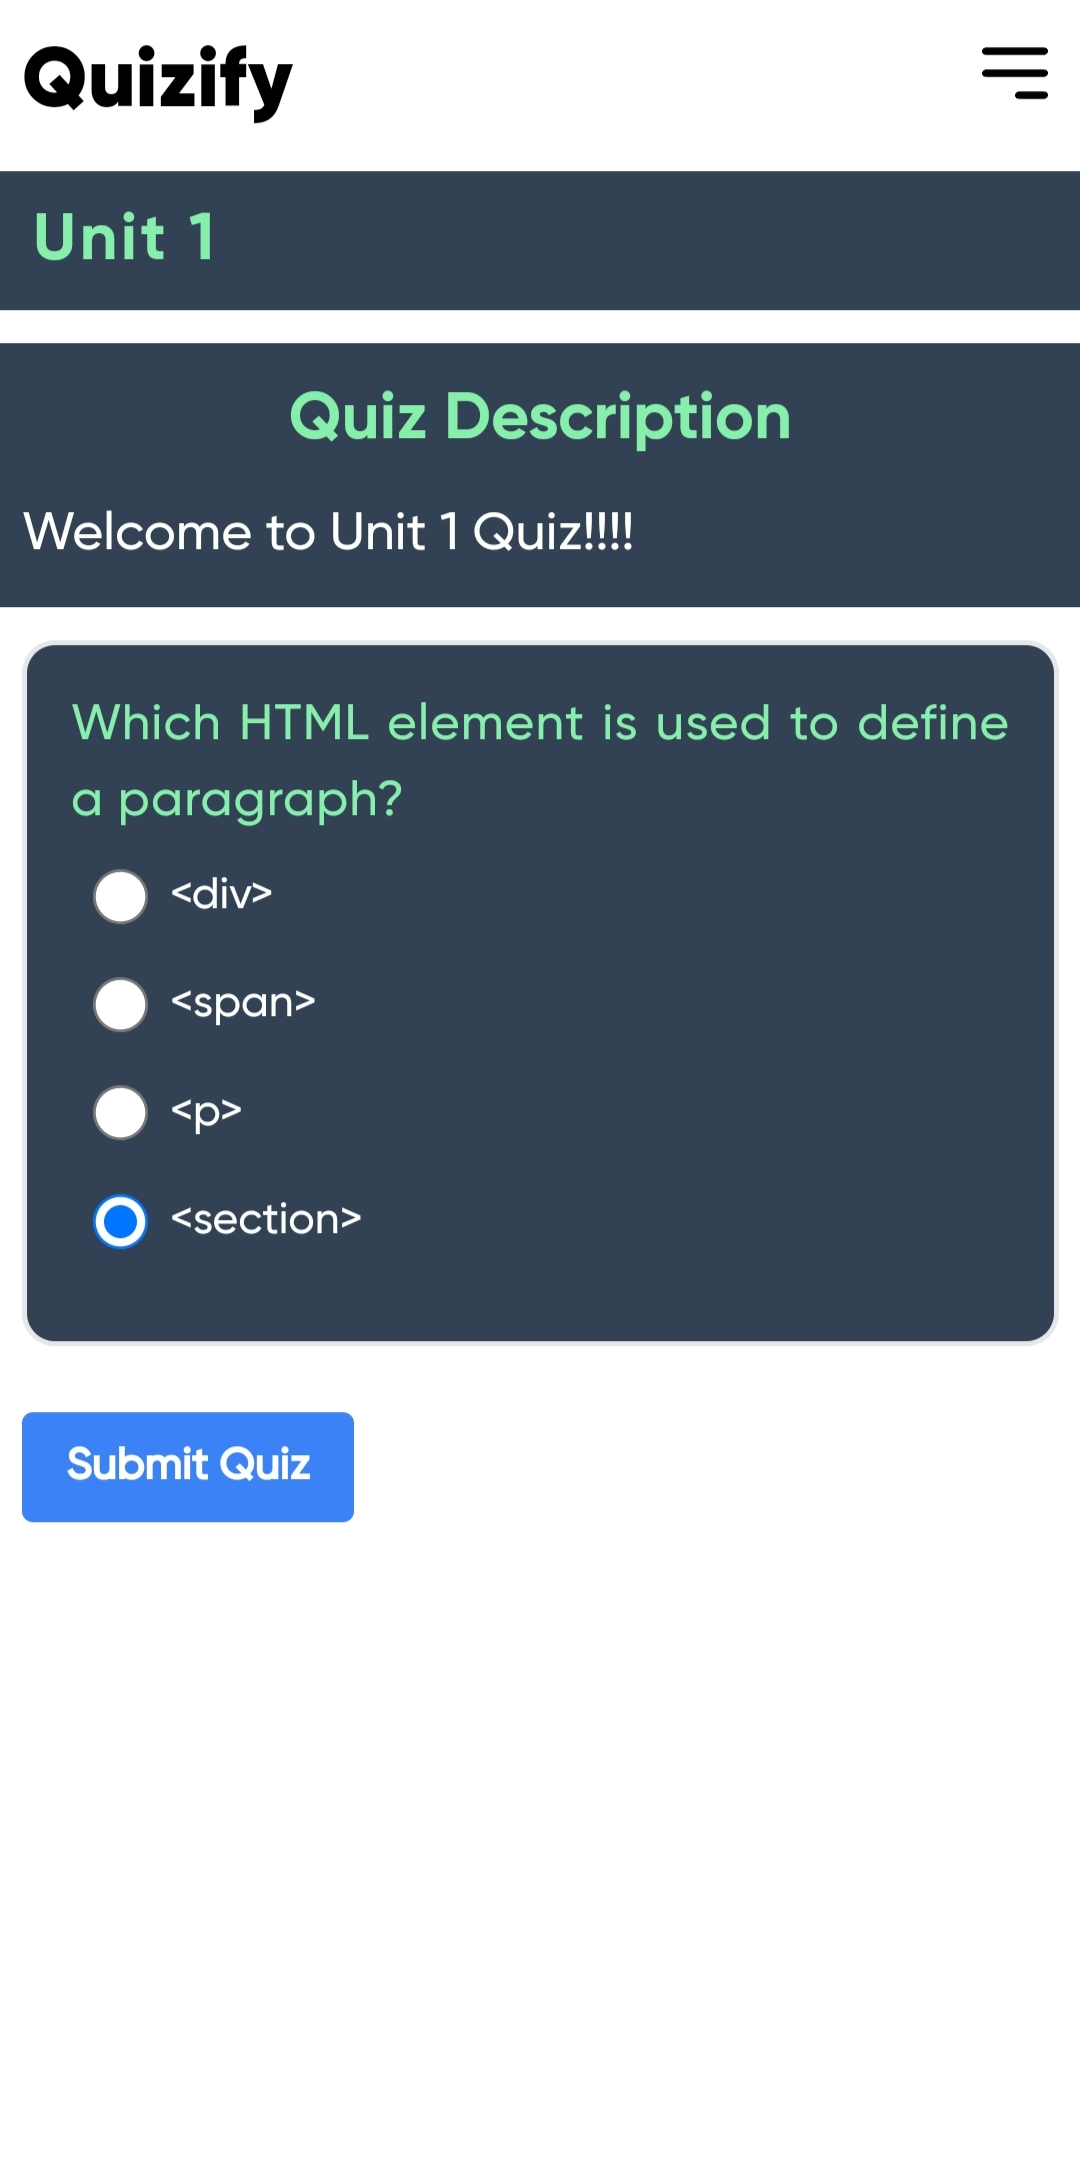 Quizify
Unit 1
Quiz Description
Welcome to Unit 1 Quiz!!!!
Which HTML element is used to define
a paragraph?
<div>
<span>
<p>
<section>
Submit Quiz